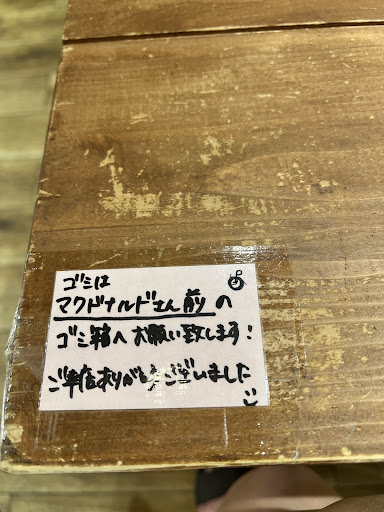 ゴミは
マクドナルドさん前の
ゴミ箱へお願い致します!
ご来店ありがとうございました